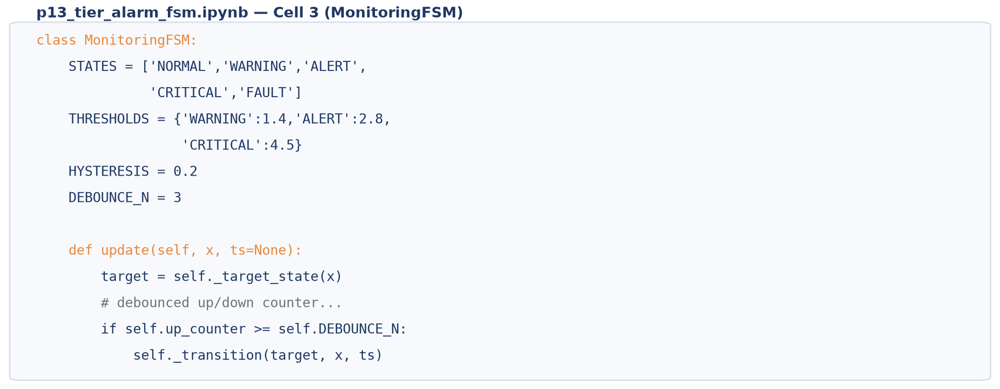 p13_tier_alarm_fsm.ipynb — Cell 3 (MonitoringFSM)
class MonitoringFSM:
    STATES = ['NORMAL','WARNING','ALERT',
              'CRITICAL','FAULT']
    THRESHOLDS = {'WARNING':1.4,'ALERT':2.8,
                  'CRITICAL':4.5}
    HYSTERESIS = 0.2
    DEBOUNCE_N = 3
    def update(self, x, ts=None):
        target = self._target_state(x)
        # debounced up/down counter...
        if self.up_counter >= self.DEBOUNCE_N:
            self._transition(target, x, ts)